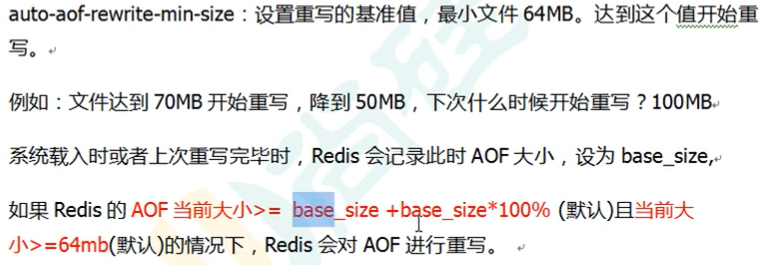 auto-aof-rewrite-min-size：设置重写的基准值，最小文件 64MB。达到这个值开始重
写。
例如：文件达到 70MB 开始重写，降到 50MB，下次什么时候开始重写？100MB
系统载入时或者上次重写完毕时，Redis 会记录此时 AOF 大小，设为 base_size,
如果 Redis 的 AOF 当前大小>= base_size +base_size*100% (默认)且当前大
小>=64mb(默认)的情况下，Redis 会对 AOF 进行重写。